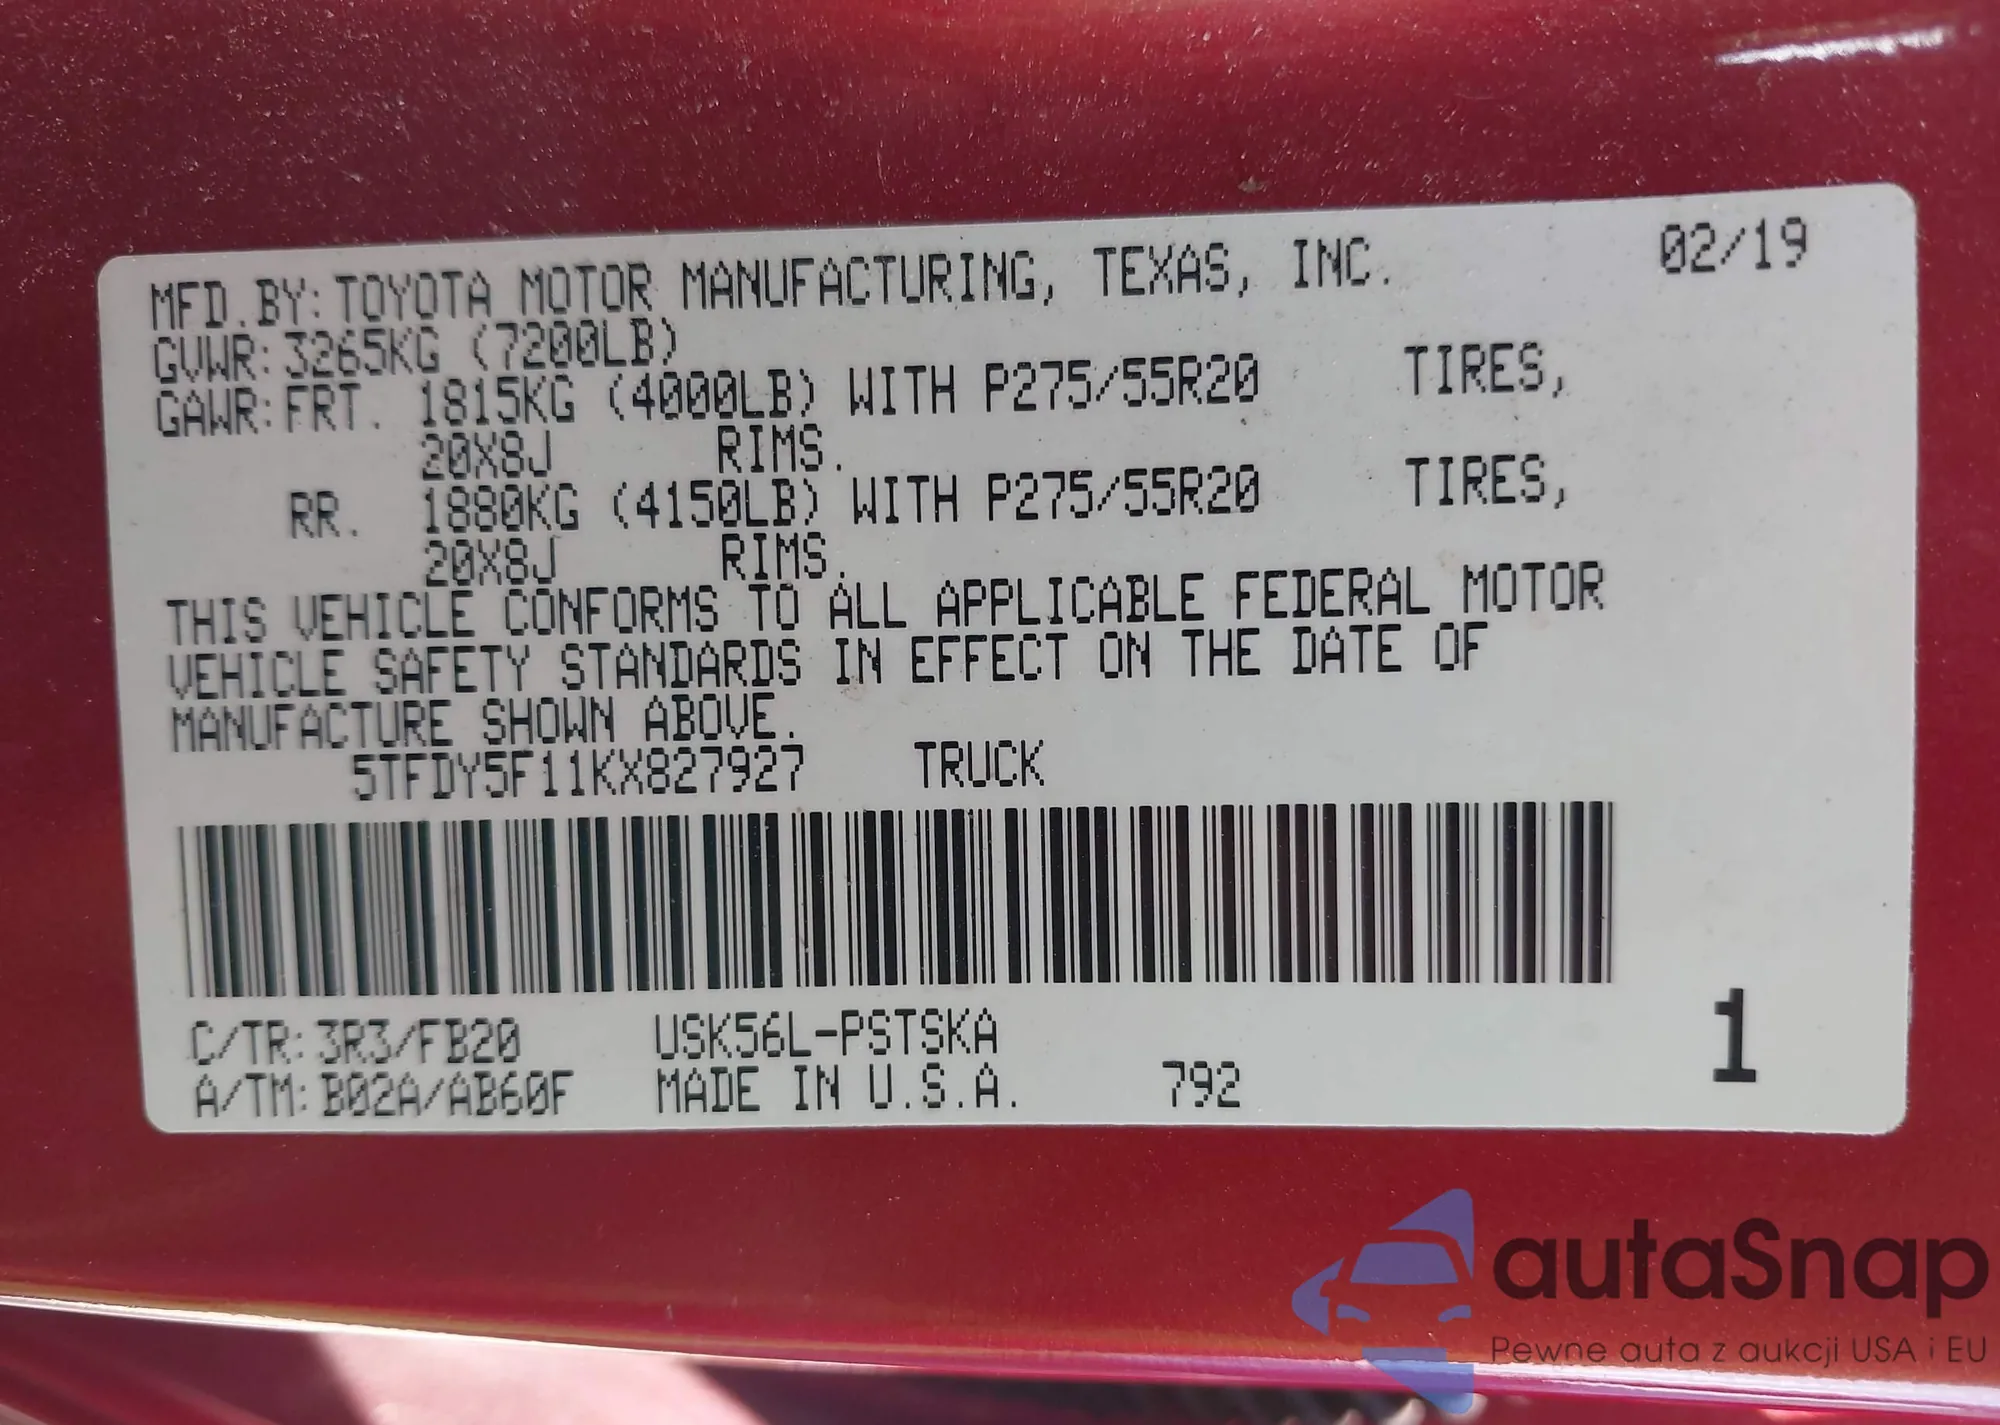 MFD.BY:TOYOTA MOTOR MANUFACTURING, TEXAS, INC. 02/19
GVWR:3265KG (7200LB)
GAWR:FRT. 1815KG (4000LB) WITH P275/55R20 TIRES,
20X8J RIMS.
RR. 1880KG (4150LB) WITH P275/55R20 TIRES,
20X8J RIMS.
THIS VEHICLE CONFORMS TO ALL APPLICABLE FEDERAL MOTOR
VEHICLE SAFETY STANDARDS IN EFFECT ON THE DATE OF
MANUFACTURE SHOWN ABOVE.
5TFDY5F11KX827927 TRUCK
C/TR:3R3/FB20 USK56L-PSTSKA
A/TM:B02A/AB60F MADE IN U.S.A. 792
1
autaSnap
Pewne auta z aukcji USA i EU